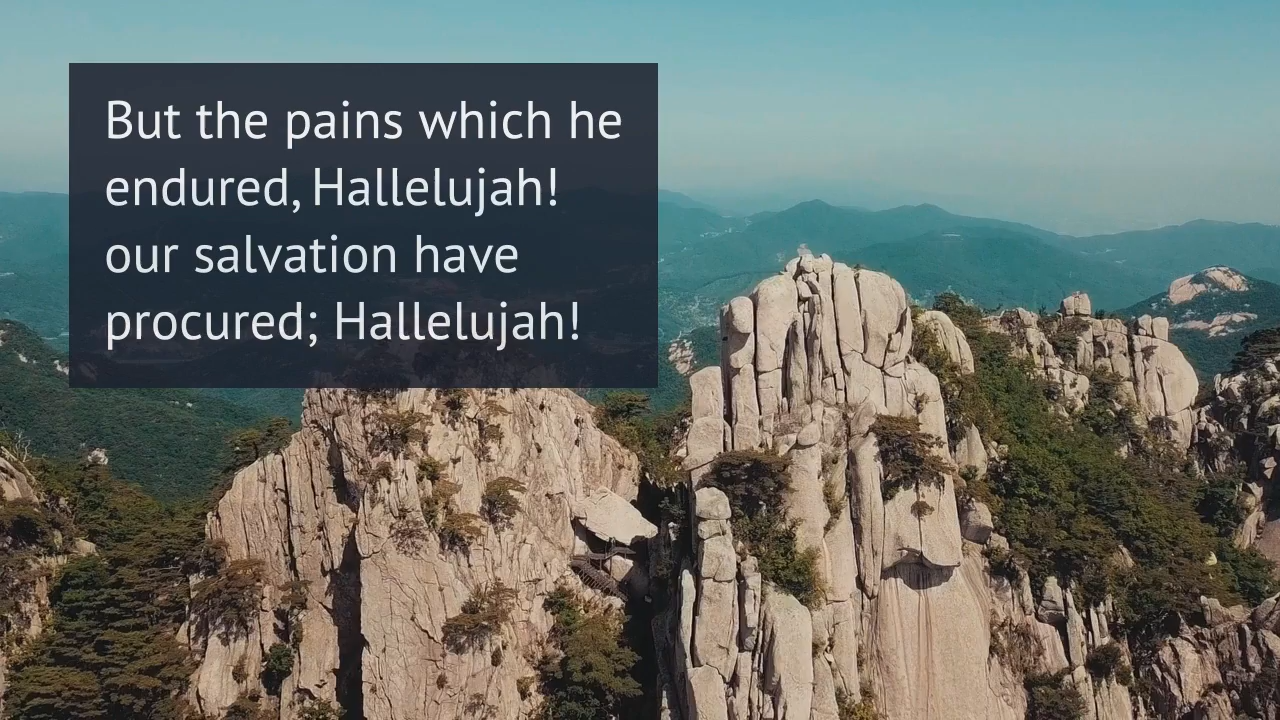 But the pains which he
endured, Hallelujah!
our salvation have
procured; Hallelujah!